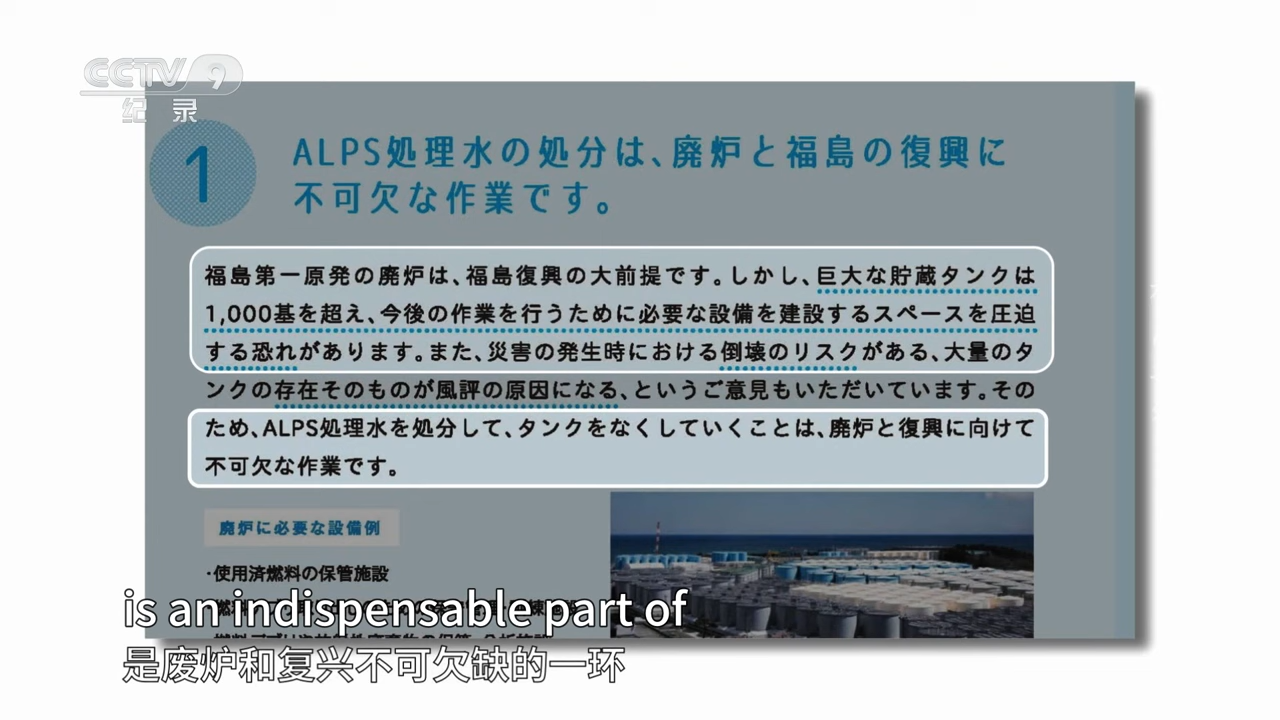 CCTV 9
纪录
1
ALPS処理水の処分は、廃炉と福島の復興に
不可欠な作業です。
福島第一原発の廃炉は、福島復興の大前提です。しかし、巨大な貯蔵タンクは
1,000基を超え、今後の作業を行うために必要な設備を建設するスペースを圧迫
する恐れがあります。また、災害の発生時における倒壊のリスクがある、大量のタ
ンクの存在そのものが風評の原因になる、というご意見もいただいています。その
ため、ALPS処理水を処分して、タンクをなくしていくことは、廃炉と復興に向けて
不可欠な作業です。
廃炉に必要な設備例
・使用済燃料の保管施設
is an indispensable part of
是废炉和复兴不可欠缺的一环